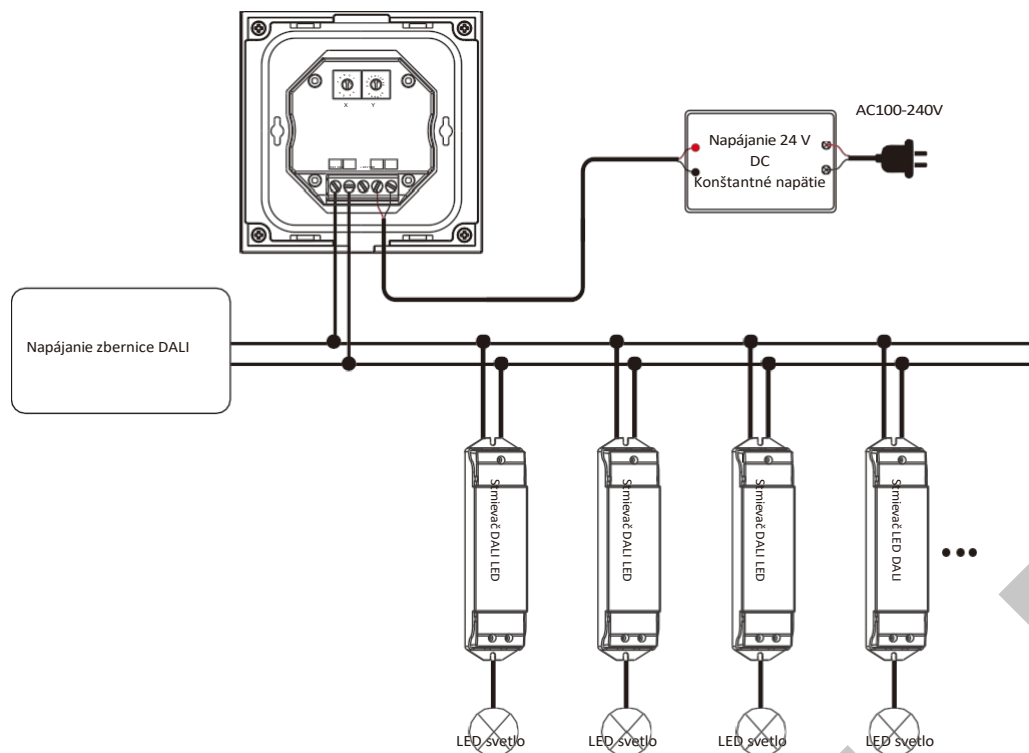 X Y
AC100-240V
Napájanie 24 V
DC
Konštantné napätie
Napájanie zbernice DALI
Stmievač DALI LED
Stmievač DALI LED
Stmievač DALI LED
Stmievač LED DALI
LED svetlo
LED svetlo
LED svetlo
LED svetlo